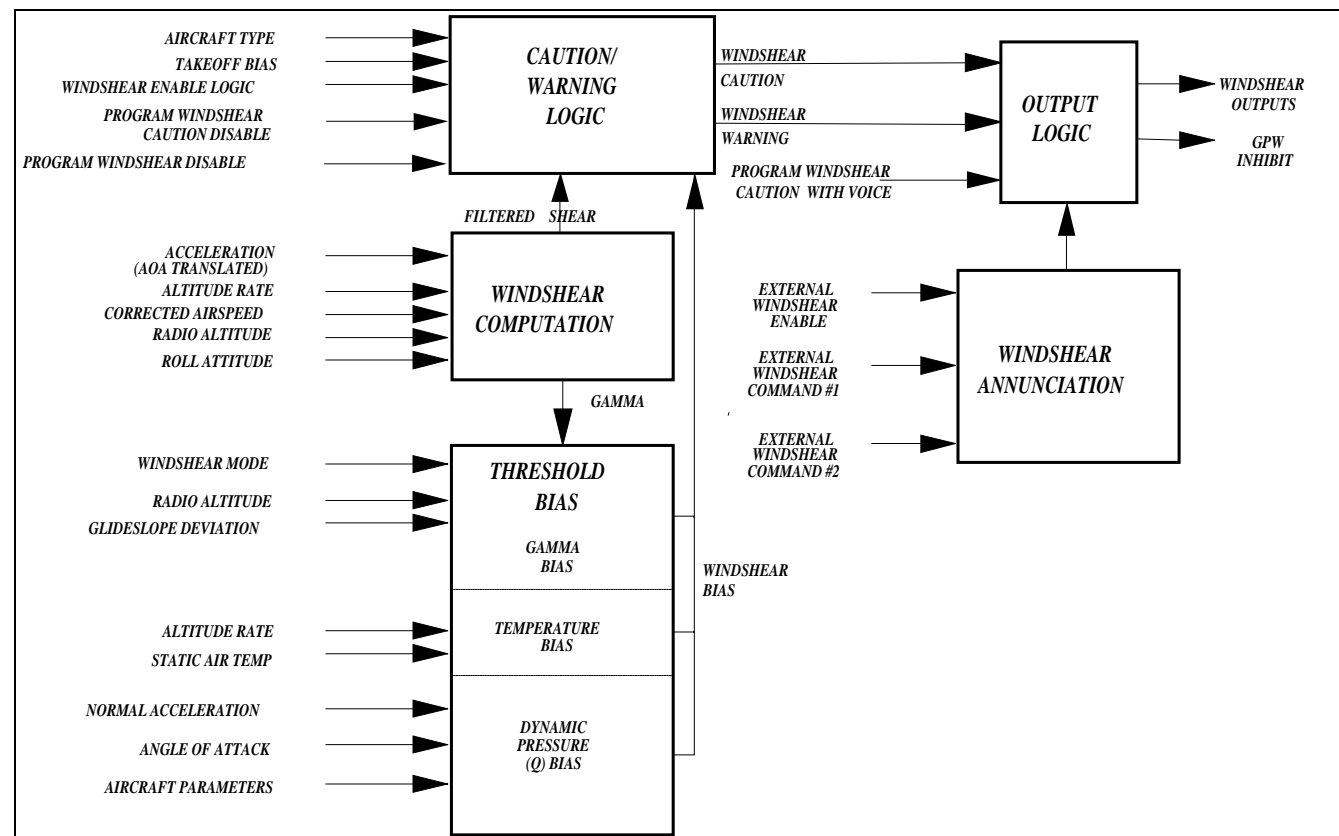 AIRCRAFT TYPE
TAKEOFF BIAS
WINDSHEAR ENABLE LOGIC
PROGRAM WINDSHEAR
CAUTION DISABLE
PROGRAM WINDSHEAR DISABLE
CAUTION/
WARNING
LOGIC
WINDSHEAR
CAUTION
WINDSHEAR
WARNING
PROGRAM WINDSHEAR
CAUTION WITH VOICE
OUTPUT
LOGIC
WINDSHEAR
OUTPUTS
GPW
INHIBIT
FILTERED SHEAR
ACCELERATION
(AOA TRANSLATED)
ALTITUDE RATE
CORRECTED AIRSPEED
RADIO ALTITUDE
ROLL ATTITUDE
WINDSHEAR
COMPUTATION
GAMMA
EXTERNAL
WINDSHEAR
ENABLE
EXTERNAL
WINDSHEAR
COMMAND #1
EXTERNAL
WINDSHEAR
COMMAND #2
WINDSHEAR
ANNUNCIATION
WINDSHEAR MODE
RADIO ALTITUDE
GLIDESLOPE DEVIATION
THRESHOLD
BIAS
GAMMA
BIAS
WINDSHEAR
BIAS
ALTITUDE RATE
STATIC AIR TEMP
TEMPERATURE
BIAS
NORMAL ACCELERATION
ANGLE OF ATTACK
AIRCRAFT PARAMETERS
DYNAMIC
PRESSURE
(Q) BIAS